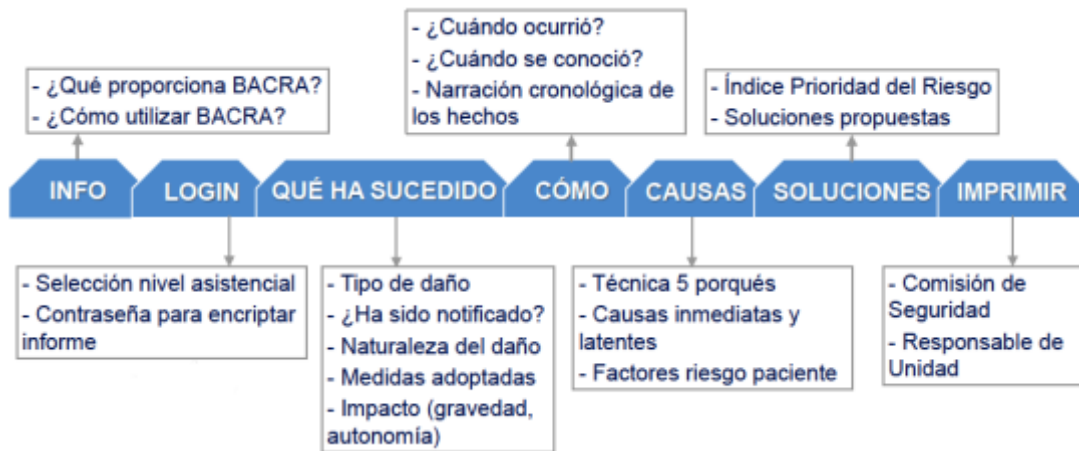 - ¿Qué proporciona BACRA?
- ¿Cómo utilizar BACRA?
- ¿Cuándo ocurrió?
- ¿Cuándo se conoció?
- Narración cronológica de
los hechos
- Índice Prioridad del Riesgo
- Soluciones propuestas
INFO
LOGIN
QUÉ HA SUCEDIDO
CÓMO
CAUSAS
SOLUCIONES
IMPRIMIR
- Selección nivel asistencial
- Contraseña para encriptar
informe
- Tipo de daño
- ¿Ha sido notificado?
- Naturaleza del daño
- Medidas adoptadas
- Impacto (gravedad,
autonomía)
- Técnica 5 porqués
- Causas inmediatas y
latentes
- Factores riesgo paciente
- Comisión de
Seguridad
- Responsable de
Unidad